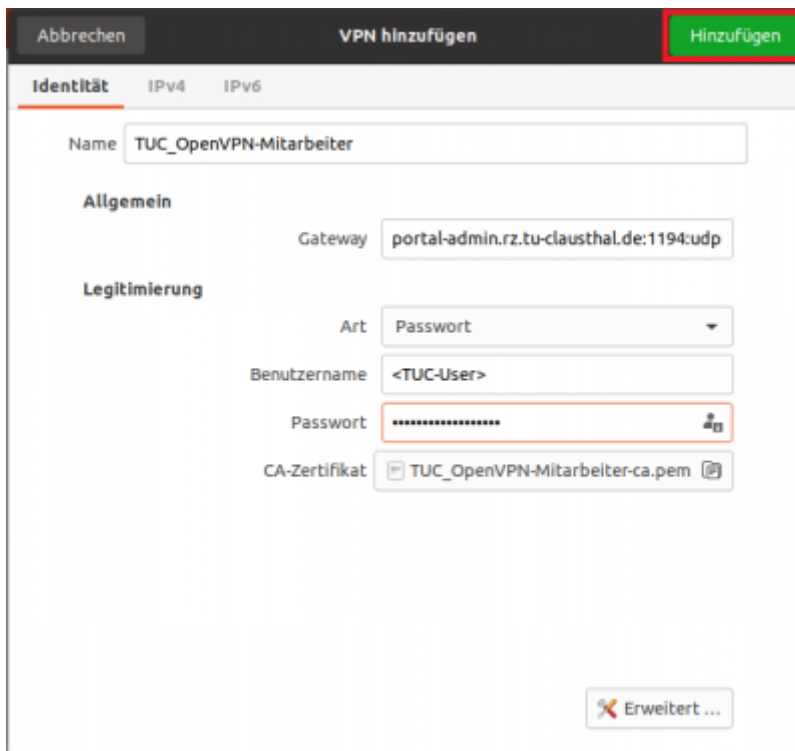 Abbrechen VPN hinzufügen Hinzufügen
Identität IPv4 IPv6
Name TUC_OpenVPN-Mitarbeiter
Allgemein
Gateway portal-admin.rz.tu-clausthal.de:1194:udp
Legitimierung
Art Passwort
Benutzername <TUC-User>
Passwort ••••••••••••••••••
CA-Zertifikat TUC_OpenVPN-Mitarbeiter-ca.pem
Erweitert ...